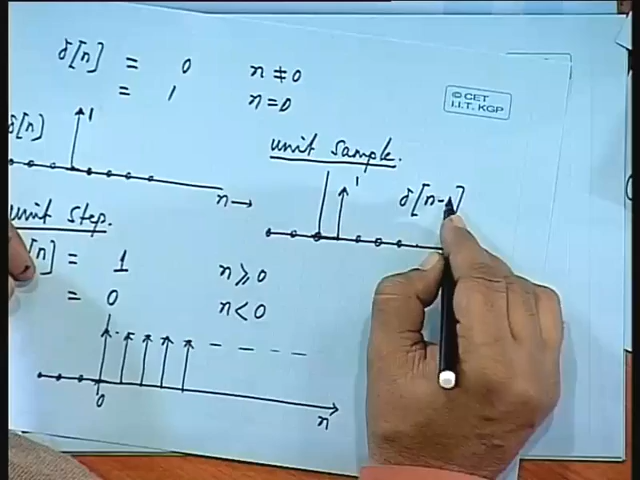 δ[n] = 0 n ≠ 0
= 1 n = 0
© CET
I.I.T. KGP
δ[n]
1
n →
unit sample.
1
δ[n-
]
unit step.
[n] = 1 n ≥ 0
= 0 n < 0
0
n